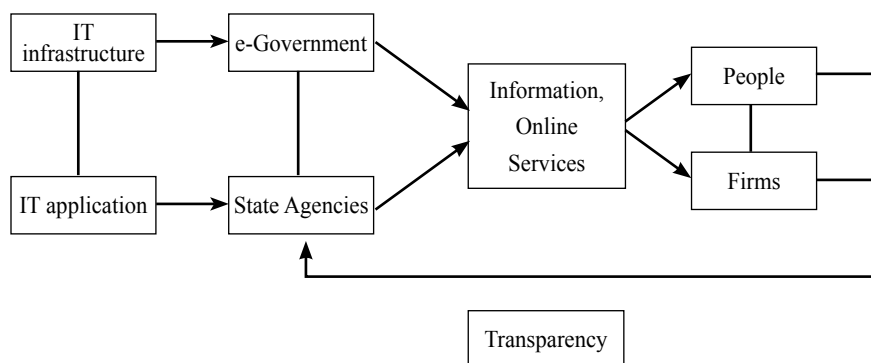 IT
infrastructure
e-Government
Information,
Online
Services
People
IT application
State Agencies
Firms
Transparency